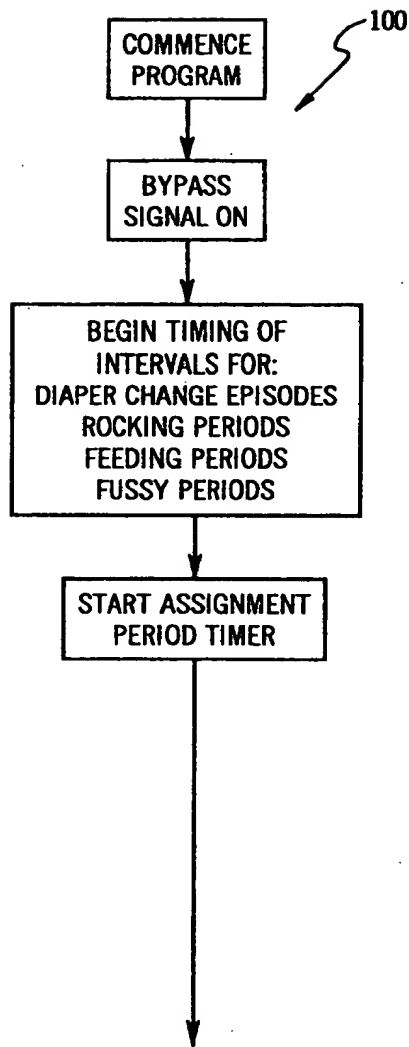 100
COMMENCE
PROGRAM
BYPASS
SIGNAL ON
BEGIN TIMING OF
INTERVALS FOR:
DIAPER CHANGE EPISODES
ROCKING PERIODS
FEEDING PERIODS
FUSSY PERIODS
START ASSIGNMENT
PERIOD TIMER